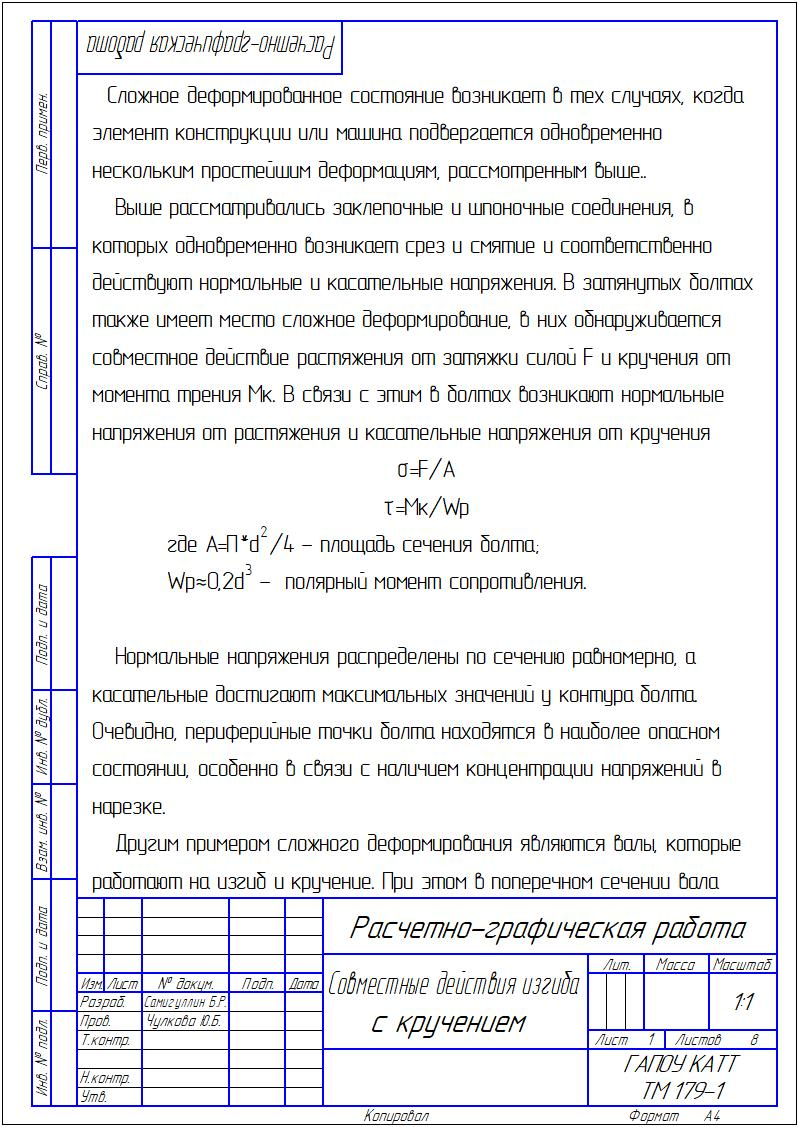 Расчетно-графическая работа
Сложное деформированное состояние возникает в тех случаях, когда
элемент конструкции или машина подвергается одновременно
нескольким простейшим деформациям, рассмотренным выше..
Выше рассматривались заклепочные и шпоночные соединения, в
которых одновременно возникает срез и смятие и соответственно
действуют нормальные и касательные напряжения. В затянутых болтах
также имеет место сложное деформирование, в них обнаруживается
совместное действие растяжения от затяжки силой F и кручения от
момента трения Мк. В связи с этим в болтах возникают нормальные
напряжения от растяжения и касательные напряжения от кручения
σ=F/A
τ=Мк/Wp
где А=П*d²/4 – площадь сечения болта;
Wp≈0,2d³ – полярный момент сопротивления.
Нормальные напряжения распределены по сечению равномерно, а
касательные достигают максимальных значений у контура болта.
Очевидно, периферийные точки болта находятся в наиболее опасном
состоянии, особенно в связи с наличием концентрации напряжений в
нарезке.
Другим примером сложного деформирования являются валы, которые
работают на изгиб и кручение. При этом в поперечном сечении вала
Перв. примен.
Справ. №
Подп. и дата
Инв. № дубл.
Взам. инв. №
Подп. и дата
Инв. № подл.
Изм. Лист № докум. Подп. Дата
Разраб. Самигуллин Б.Р.
Пров. Чулкова Ю.Б.
Т.контр.
Н.контр.
Утв.
Расчетно-графическая работа
Совместные действия изгиба
с кручением
Лит. Масса Масштаб
1:1
Лист 1 Листов 8
ГАПОУ КАТТ
ТМ 179-1
Копировал Формат А4